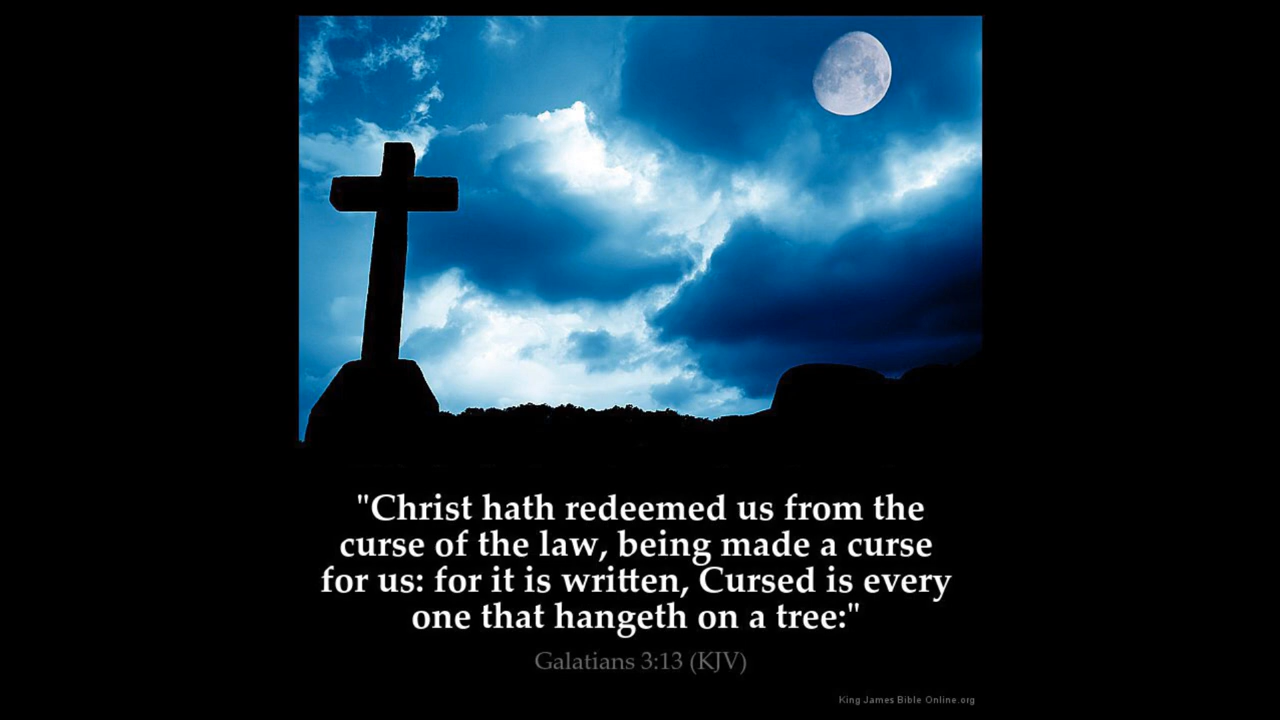 "Christ hath redeemed us from the
curse of the law, being made a curse
for us: for it is written, Cursed is every
one that hangeth on a tree:"
Galatians 3:13 (KJV)
King James Bible Online.org